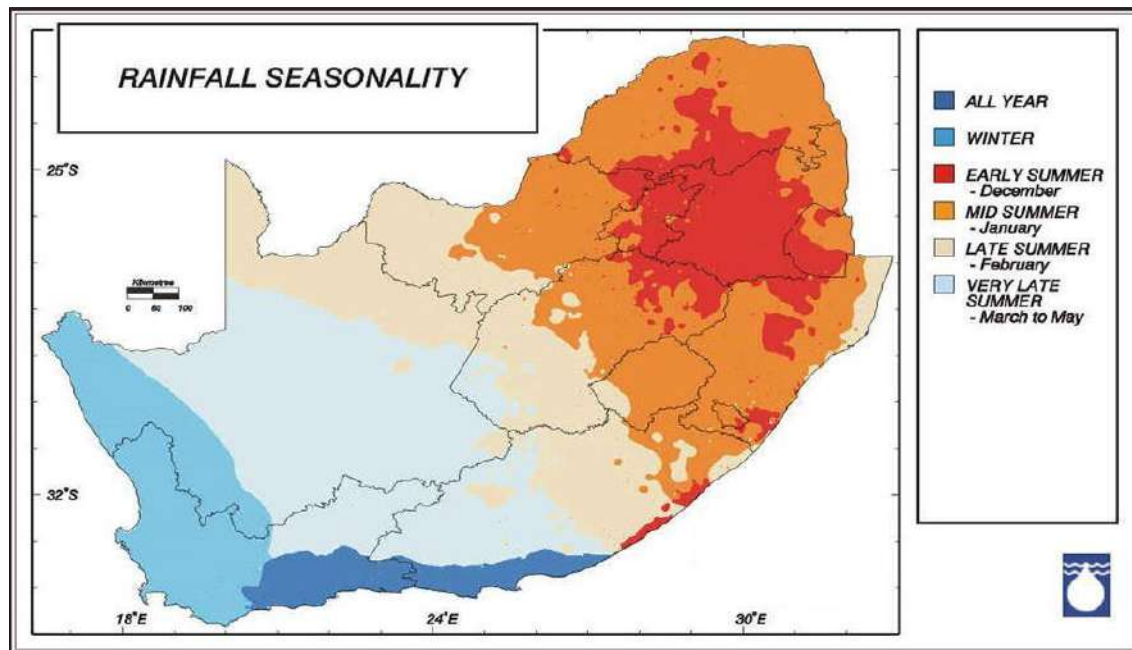 RAINFALL SEASONALITY
ALL YEAR
WINTER
EARLY SUMMER
- December
MID SUMMER
- January
LATE SUMMER
- February
VERY LATE
SUMMER
- March to May
25°S
32°S
Kilometres
0 60 100
18°E
24°E
30°E